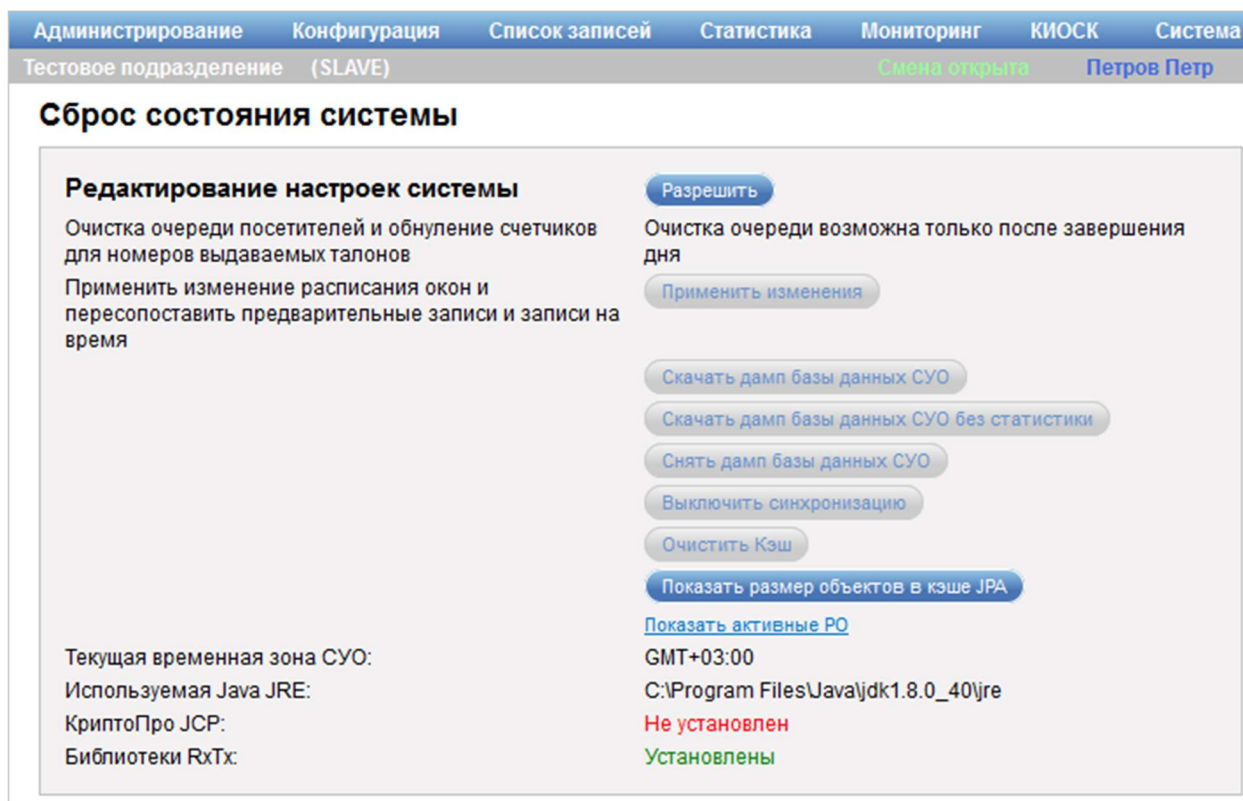 Администрирование Конфигурация Список записей Статистика Мониторинг КИОСК Система
Тестовое подразделение (SLAVE) Смена открыта Петров Петр
Сброс состояния системы
Редактирование настроек системы Разрешить
Очистка очереди посетителей и обнуление счетчиков Очистка очереди возможна только после завершения
для номеров выдаваемых талонов дня
Применить изменение расписания окон и Применить изменения
пересопоставить предварительные записи и записи на
время
Скачать дамп базы данных СУО
Скачать дамп базы данных СУО без статистики
Снять дамп базы данных СУО
Выключить синхронизацию
Очистить Кэш
Показать размер объектов в кэше JPA
Показать активные РО
Текущая временная зона СУО: GMT+03:00
Используемая Java JRE: C:\Program Files\Java\jdk1.8.0_40\jre
КриптоПро JCP: Не установлен
Библиотеки RxTx: Установлены